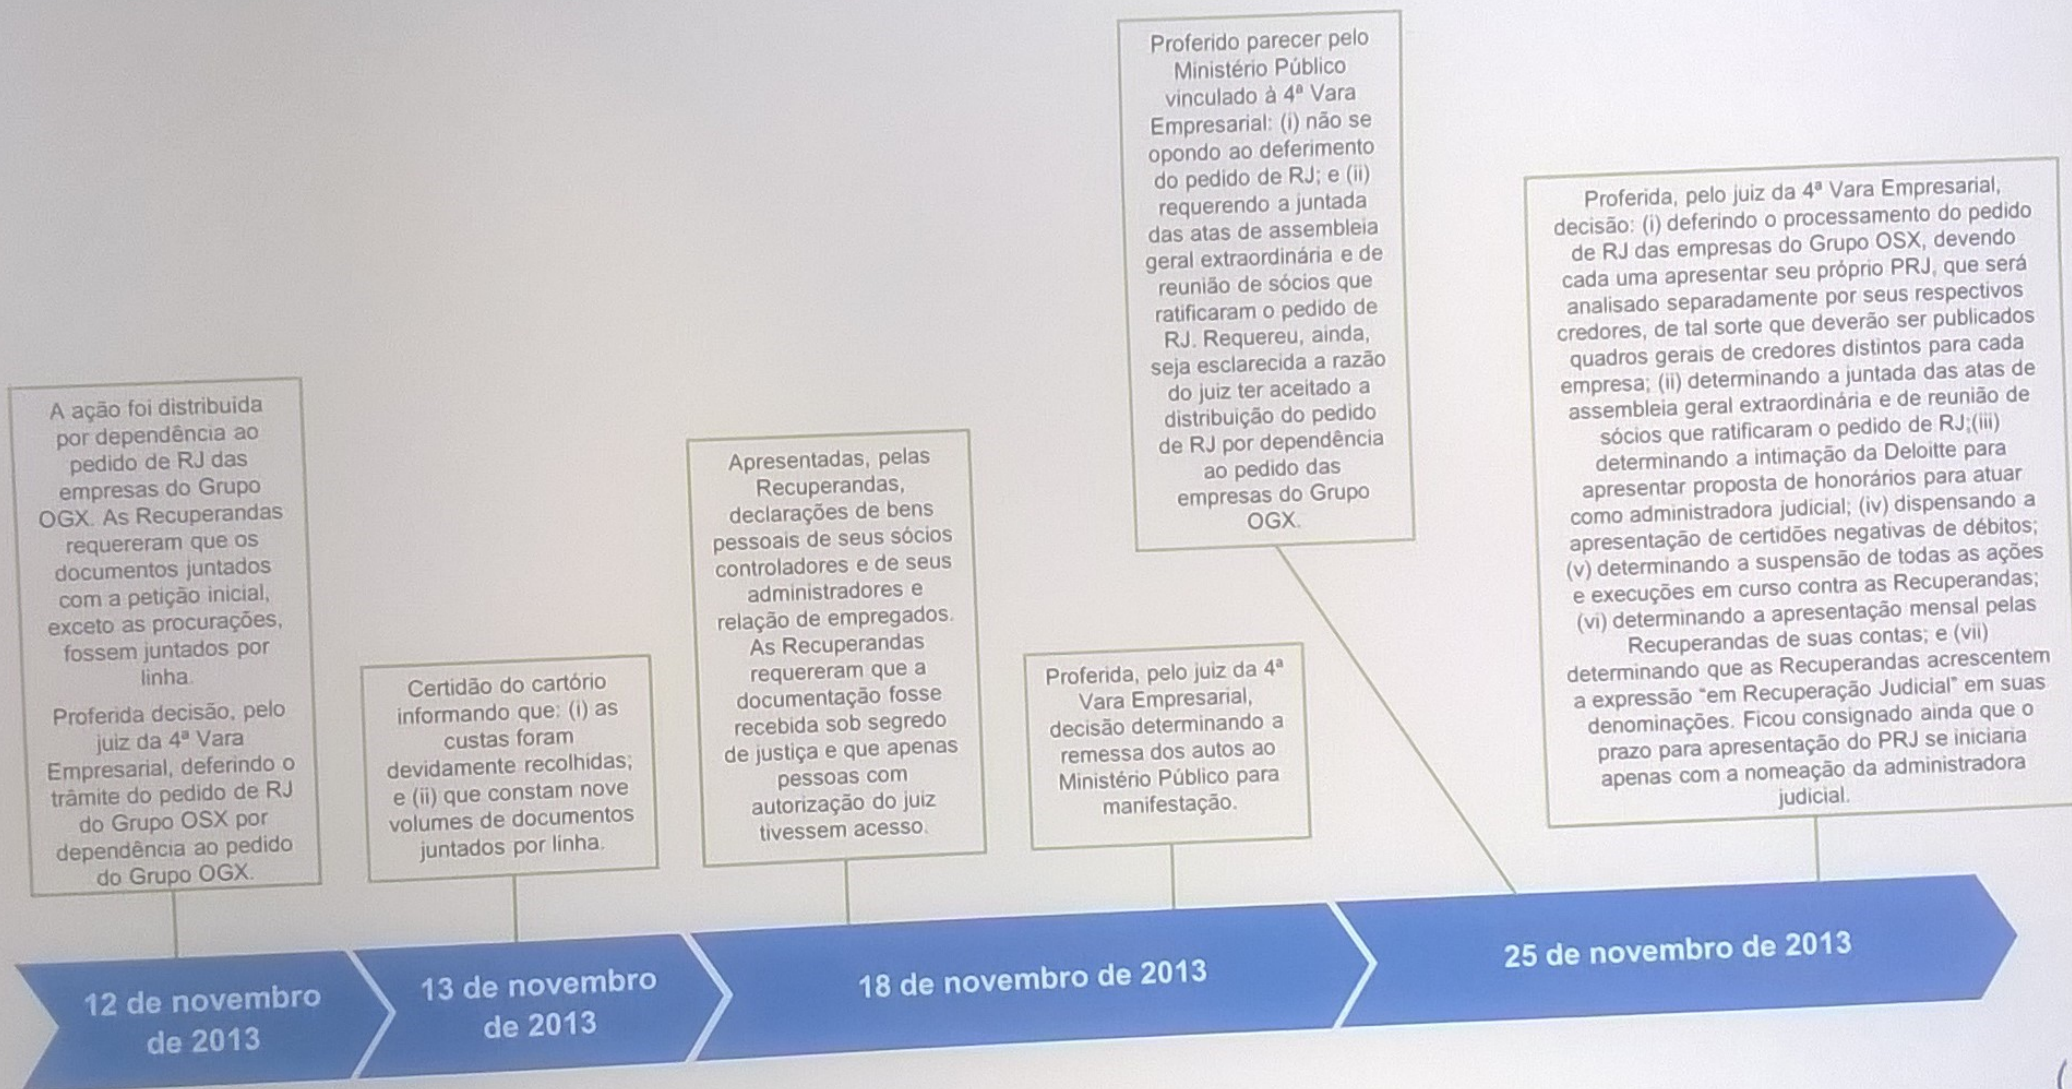 A ação foi distribuída
por dependência ao
pedido de RJ das
empresas do Grupo
OGX. As Recuperandas
requereram que os
documentos juntados
com a petição inicial,
exceto as procurações,
fossem juntados por
linha.
Proferida decisão, pelo
juiz da 4ª Vara
Empresarial, deferindo o
trâmite do pedido de RJ
do Grupo OSX por
dependência ao pedido
do Grupo OGX.
12 de novembro
de 2013
Certidão do cartório
informando que: (i) as
custas foram
devidamente recolhidas;
e (ii) que constam nove
volumes de documentos
juntados por linha.
13 de novembro
de 2013
Apresentadas, pelas
Recuperandas,
declarações de bens
pessoais de seus sócios
controladores e de seus
administradores e
relação de empregados.
As Recuperandas
requereram que a
documentação fosse
recebida sob segredo
de justiça e que apenas
pessoas com
autorização do juiz
tivessem acesso.
Proferida, pelo juiz da 4ª
Vara Empresarial,
decisão determinando a
remessa dos autos ao
Ministério Público para
manifestação.
18 de novembro de 2013
Proferido parecer pelo
Ministério Público
vinculado à 4ª Vara
Empresarial: (i) não se
opondo ao deferimento
do pedido de RJ; e (ii)
requerendo a juntada
das atas de assembleia
geral extraordinária e de
reunião de sócios que
ratificaram o pedido de
RJ. Requereu, ainda,
seja esclarecida a razão
do juiz ter aceitado a
distribuição do pedido
de RJ por dependência
ao pedido das
empresas do Grupo
OGX.
Proferida, pelo juiz da 4ª Vara Empresarial,
decisão: (i) deferindo o processamento do pedido
de RJ das empresas do Grupo OSX, devendo
cada uma apresentar seu próprio PRJ, que será
analisado separadamente por seus respectivos
credores, de tal sorte que deverão ser publicados
quadros gerais de credores distintos para cada
empresa; (ii) determinando a juntada das atas de
assembleia geral extraordinária e de reunião de
sócios que ratificaram o pedido de RJ;(iii)
determinando a intimação da Deloitte para
apresentar proposta de honorários para atuar
como administradora judicial; (iv) dispensando a
apresentação de certidões negativas de débitos;
(v) determinando a suspensão de todas as ações
e execuções em curso contra as Recuperandas;
(vi) determinando a apresentação mensal pelas
Recuperandas de suas contas; e (vii)
determinando que as Recuperandas acrescentem
a expressão "em Recuperação Judicial" em suas
denominações. Ficou consignado ainda que o
prazo para apresentação do PRJ se iniciaria
apenas com a nomeação da administradora
judicial.
25 de novembro de 2013